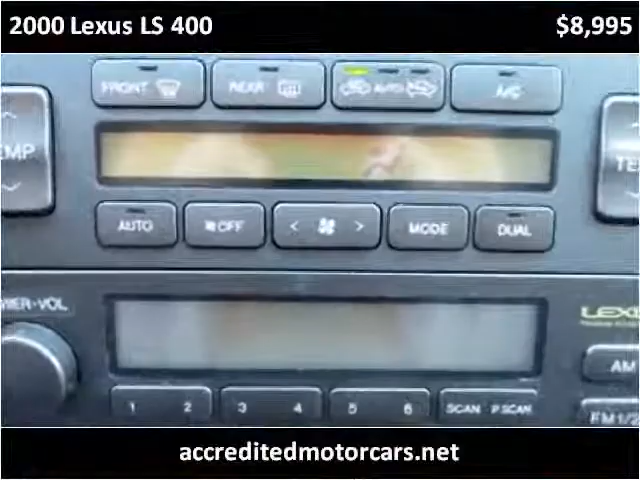 2000 Lexus LS 400 $8,995
FRONT REAR AUTO A/C
AUTO OFF < > MODE DUAL
1 2 3 4 5 6 SCAN P.SCAN
AM
accreditedmotorcars.net